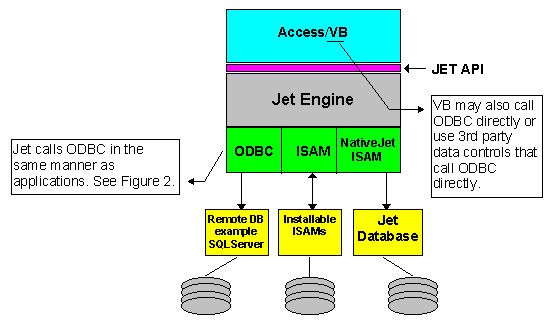 Access/VB
JET API
Jet Engine
VB may also call
ODBC directly or
use 3rd party
data controls that
call ODBC
directly.
Jet calls ODBC in the
same manner as
applications. See Figure 2.
ODBC
ISAM
NativeJet
ISAM
Remote DB
example
SQLServer
Installable
ISAMs
Jet
Database